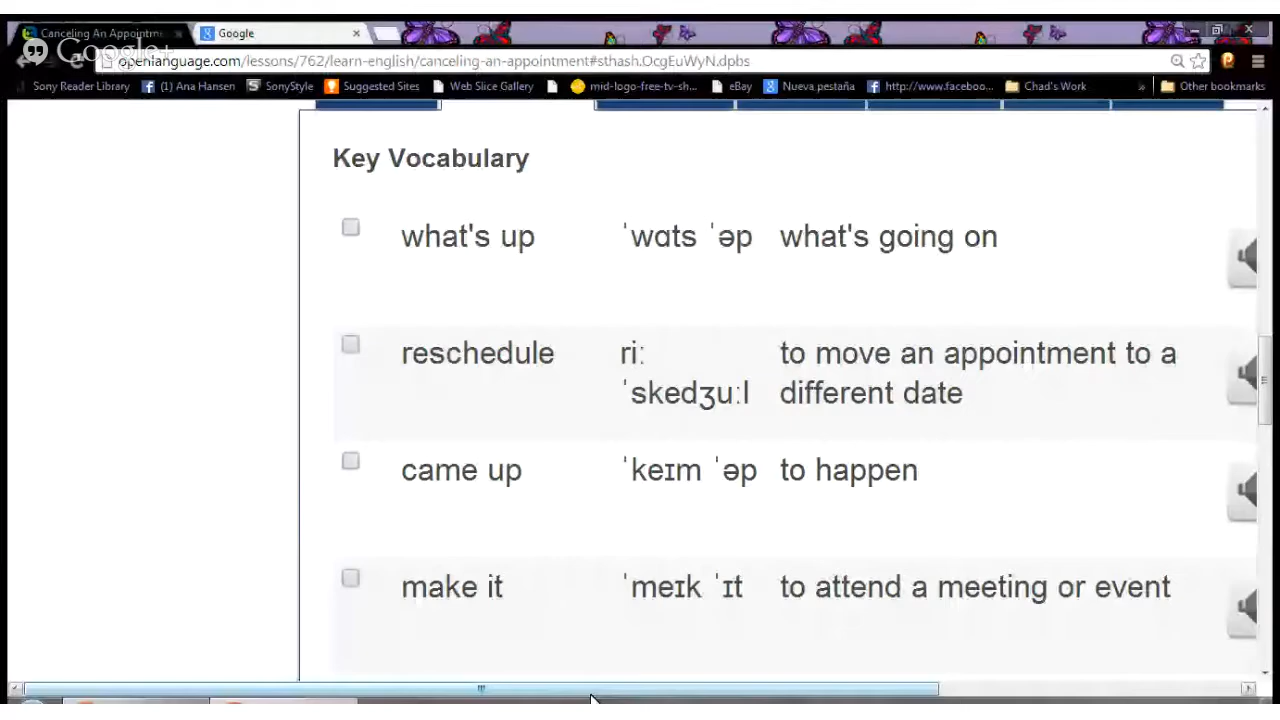 Canceling An Appointm
Google
Google+
openlanguage.com/lessons/762/learn-english/canceling-an-appointment#sthash.OcgEuWyN.dpbs
Sony Reader Library (1) Ana Hansen SonyStyle Suggested Sites Web Slice Gallery mid-logo-free-tv-sh... eBay Nueva pestaña http://www.faceboo... Chad's Work » Other bookmarks
Key Vocabulary
what's up ˈwɑts ˈəp what's going on
reschedule riː to move an appointment to a
ˈskedʒuːl different date
came up ˈkeɪm ˈəp to happen
make it ˈmeɪk ˈɪt to attend a meeting or event